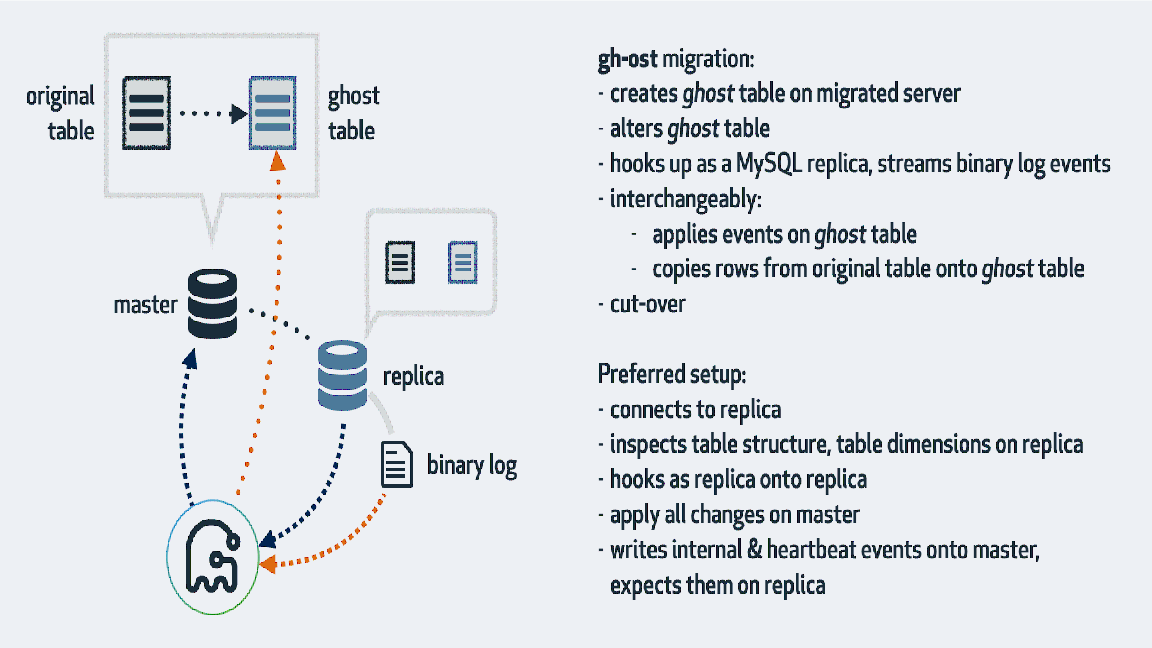 original
table
ghost
table
master
replica
binary log
gh-ost migration:
- creates ghost table on migrated server
- alters ghost table
- hooks up as a MySQL replica, streams binary log events
- interchangeably:
- applies events on ghost table
- copies rows from original table onto ghost table
- cut-over
Preferred setup:
- connects to replica
- inspects table structure, table dimensions on replica
- hooks as replica onto replica
- apply all changes on master
- writes internal & heartbeat events onto master,
expects them on replica